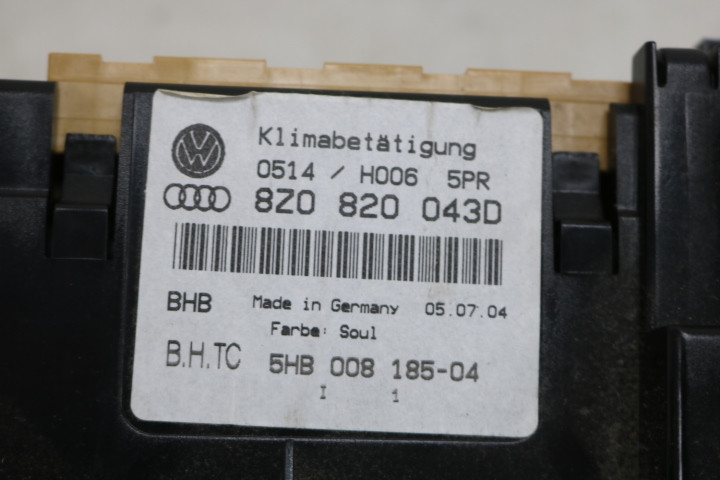 Klimabetätigung
0514 / H006 5PR
8Z0 820 043D
BHB Made in Germany 05.07.04
Farbe: Soul
B.H.TC 5HB 008 185-04
I 1